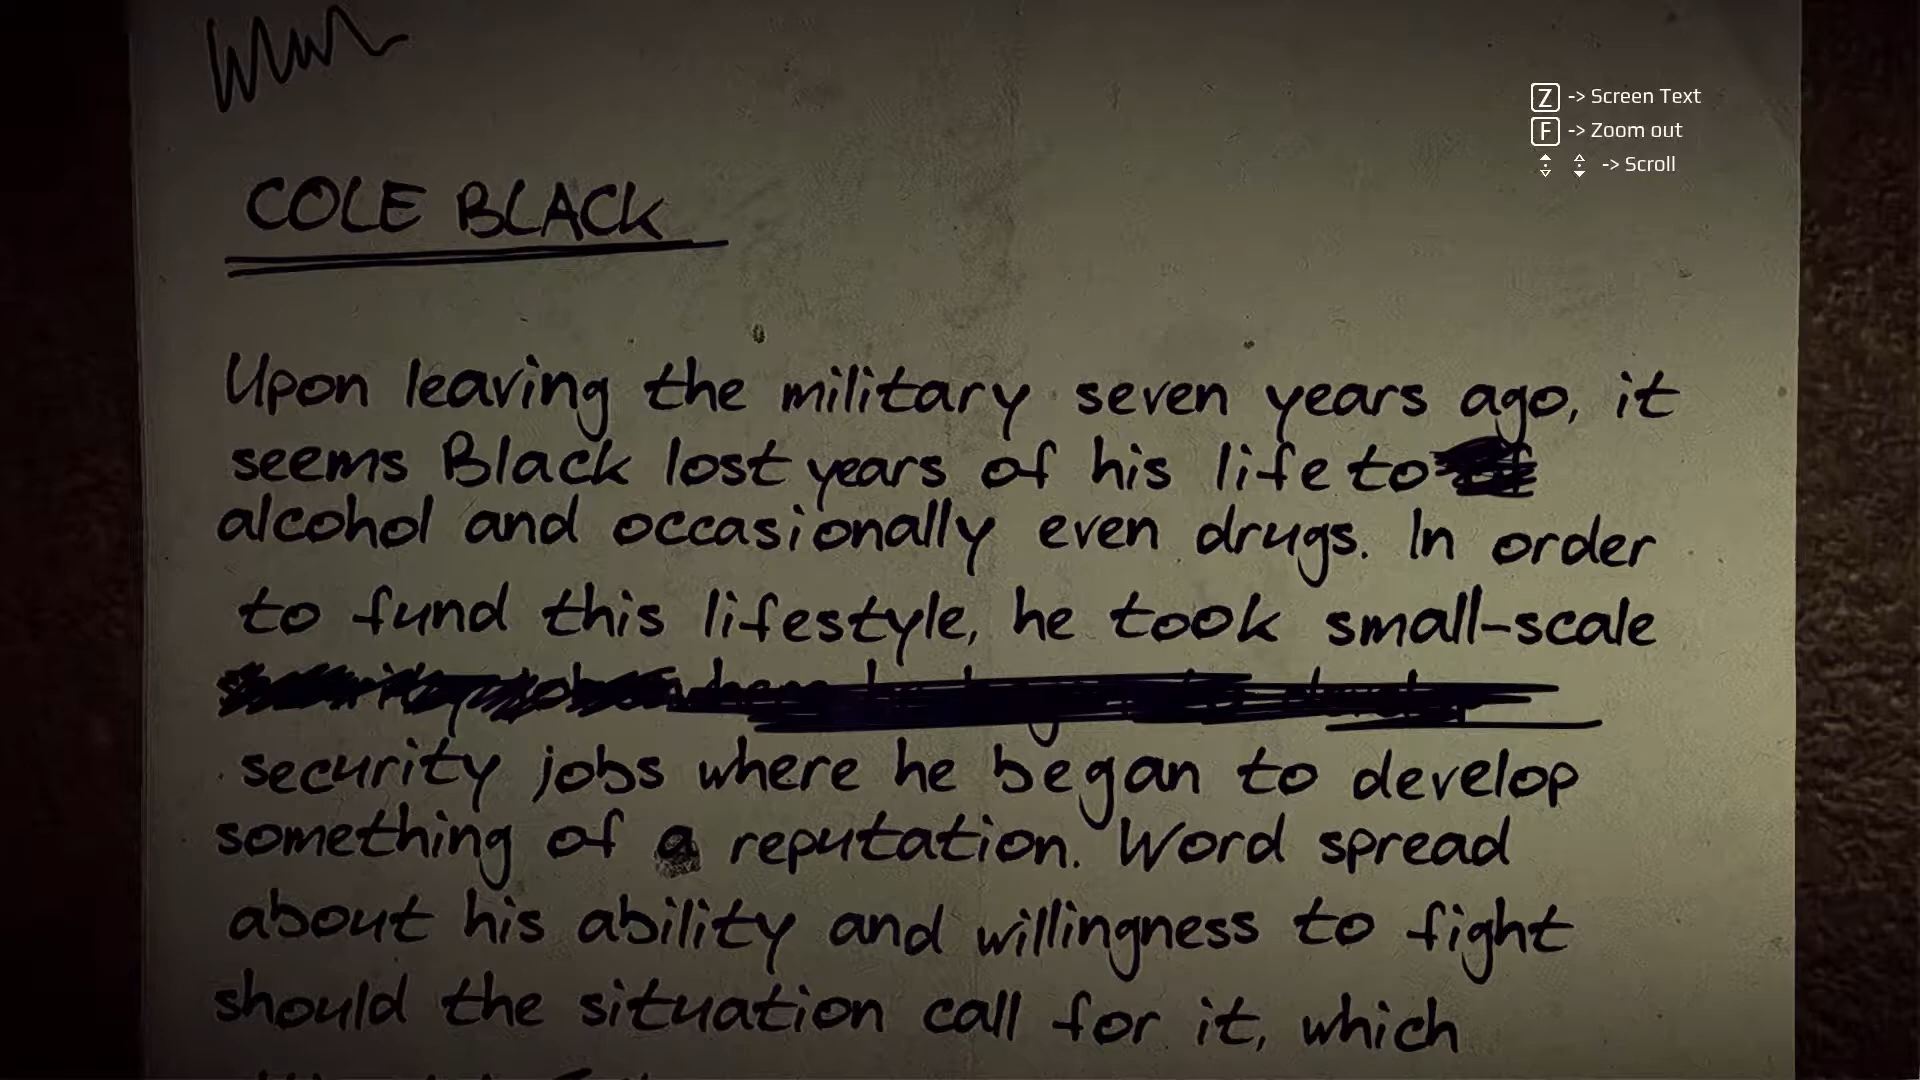 Z -> Screen Text
F -> Zoom out
-> Scroll
COLE BLACK
Upon leaving the military seven years ago, it
seems Black lost years of his life to
alcohol and occasionally even drugs. In order
to fund this lifestyle, he took small-scale
security jobs where he began to develop
something of a reputation. Word spread
about his ability and willingness to fight
should the situation call for it, which